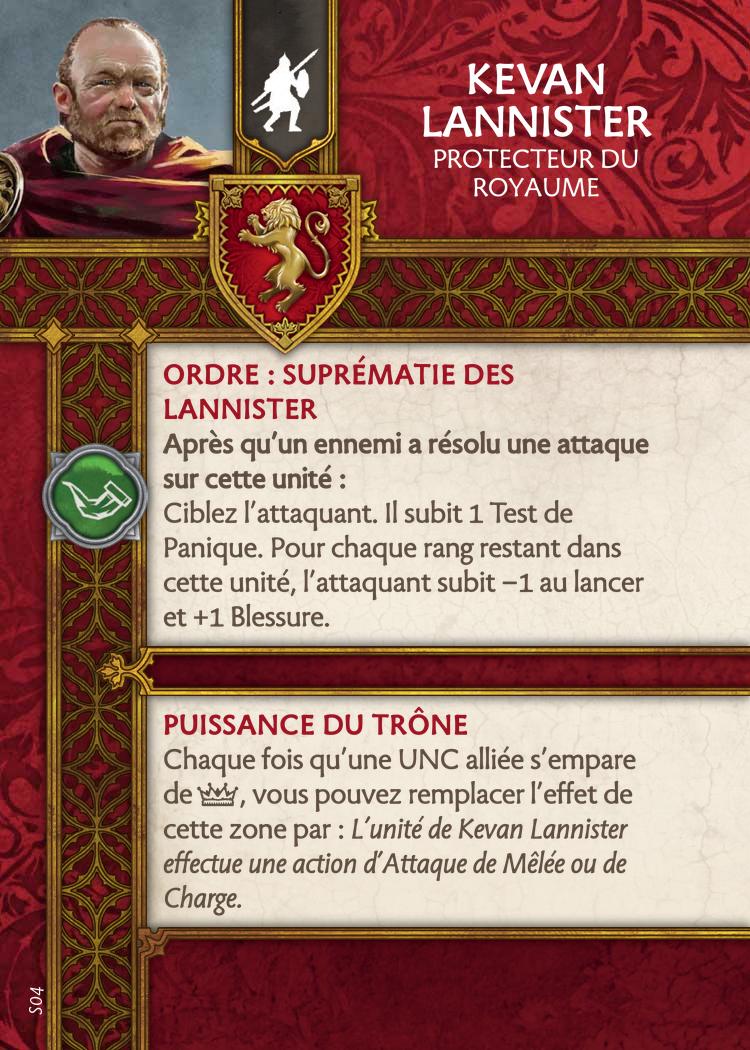 KEVAN
LANNISTER
PROTECTEUR DU
ROYAUME
ORDRE : SUPRÉMATIE DES
LANNISTER
Après qu'un ennemi a résolu une attaque
sur cette unité :
Ciblez l'attaquant. Il subit 1 Test de
Panique. Pour chaque rang restant dans
cette unité, l'attaquant subit −1 au lancer
et +1 Blessure.
PUISSANCE DU TRÔNE
Chaque fois qu'une UNC alliée s'empare
de , vous pouvez remplacer l'effet de
cette zone par : L'unité de Kevan Lannister
effectue une action d'Attaque de Mêlée ou de
Charge.
S04